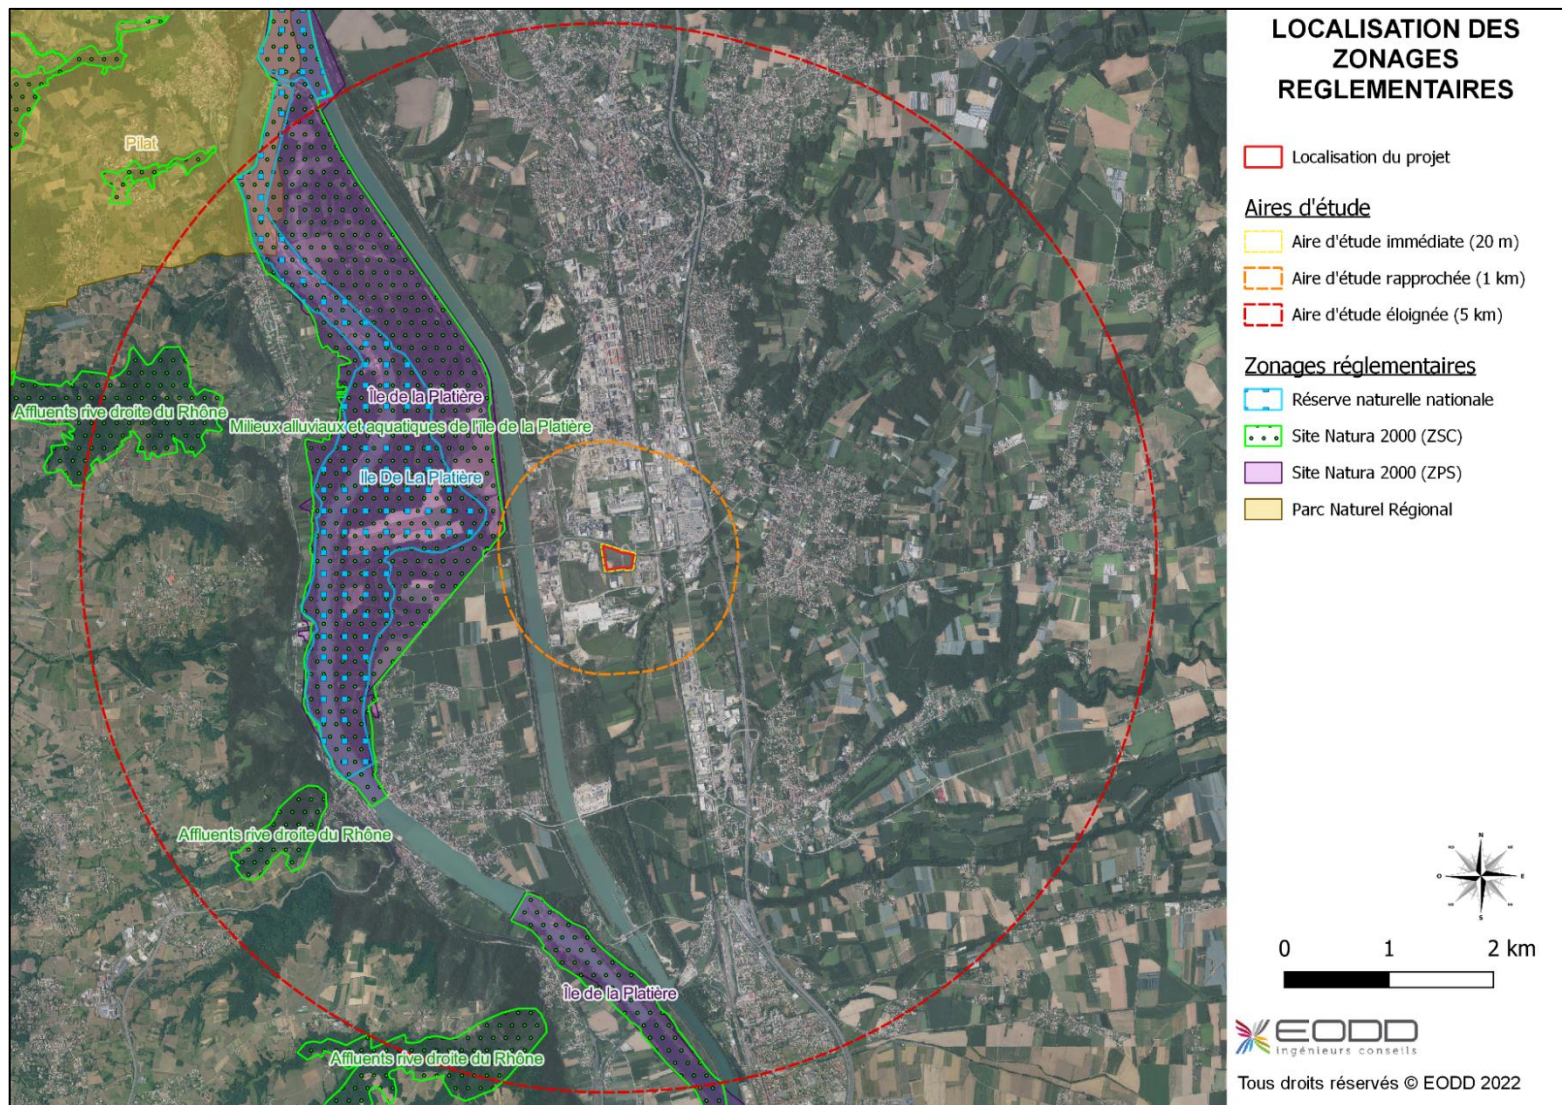 LOCALISATION DES
ZONAGES
REGLEMENTAIRES
Localisation du projet
Aires d'étude
Aire d'étude immédiate (20 m)
Aire d'étude rapprochée (1 km)
Aire d'étude éloignée (5 km)
Zonages réglementaires
Réserve naturelle nationale
Site Natura 2000 (ZSC)
Site Natura 2000 (ZPS)
Parc Naturel Régional
Pilat
Île de la Platière
Affluents rive droite du Rhône
Milieux alluviaux et aquatiques de l'île de la Platière
Ile De La Platière
Affluents rive droite du Rhône
Île de la Platière
Affluents rive droite du Rhône
N
O
E
S
0 1 2 km
EODD
ingénieurs conseils
Tous droits réservés © EODD 2022